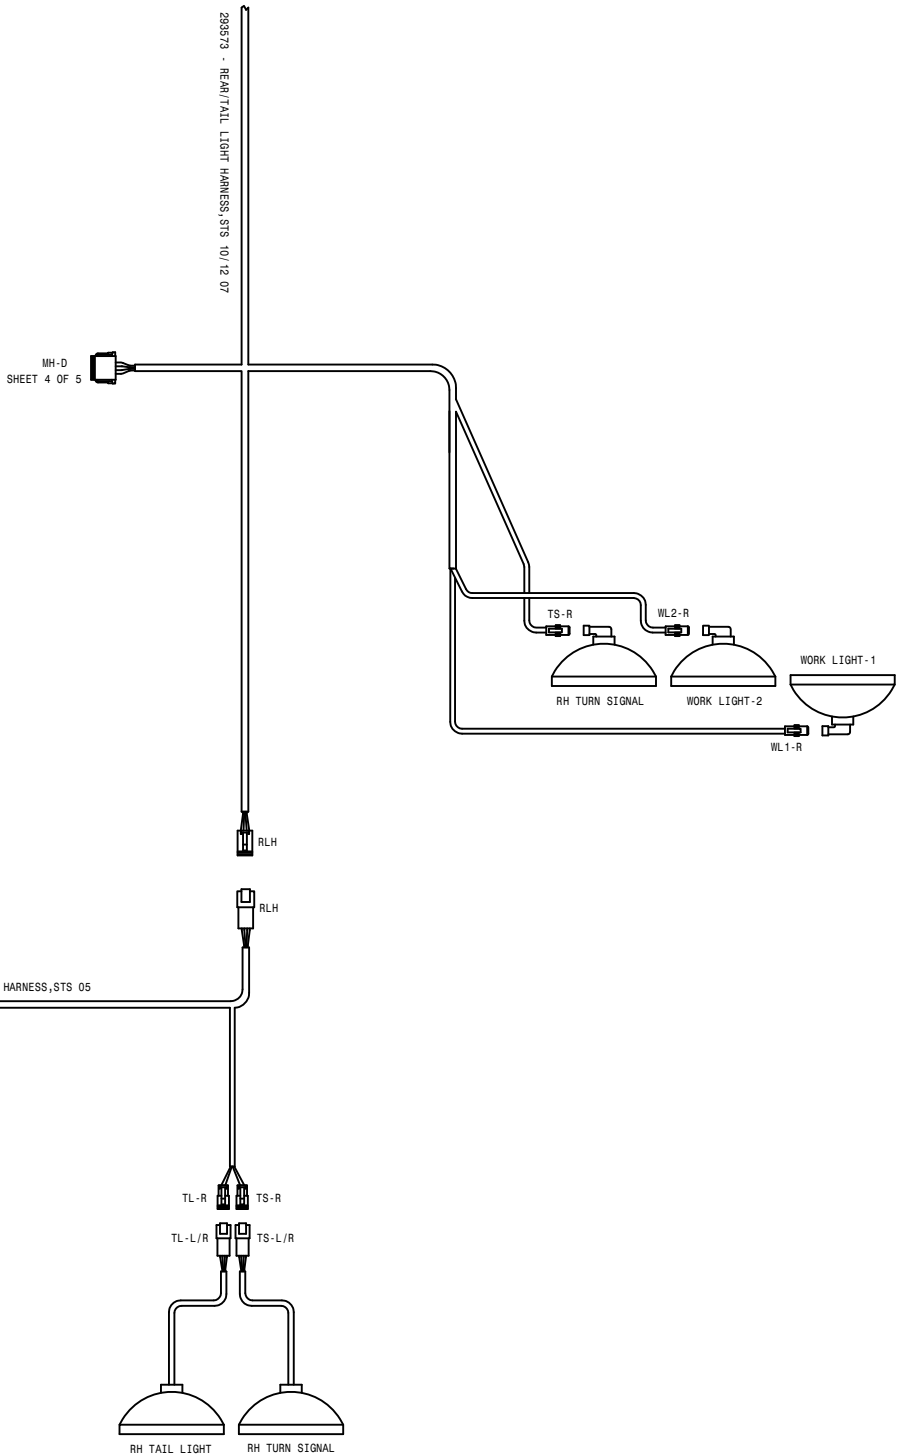 293573 - REAR/TAIL LIGHT HARNESS,STS 10/12 07
MH-D
SHEET 4 OF 5
TS-R
WL2-R
WORK LIGHT-1
RH TURN SIGNAL
WORK LIGHT-2
WL1-R
RLH
RLH
HARNESS,STS 05
TL-R
TS-R
TL-L/R
TS-L/R
RH TAIL LIGHT
RH TURN SIGNAL